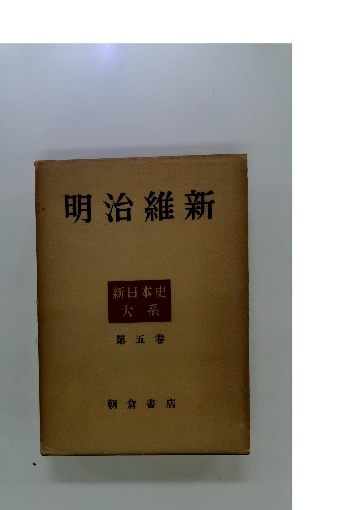 明治維新
新日本史
大系
第五巻
朝倉書店